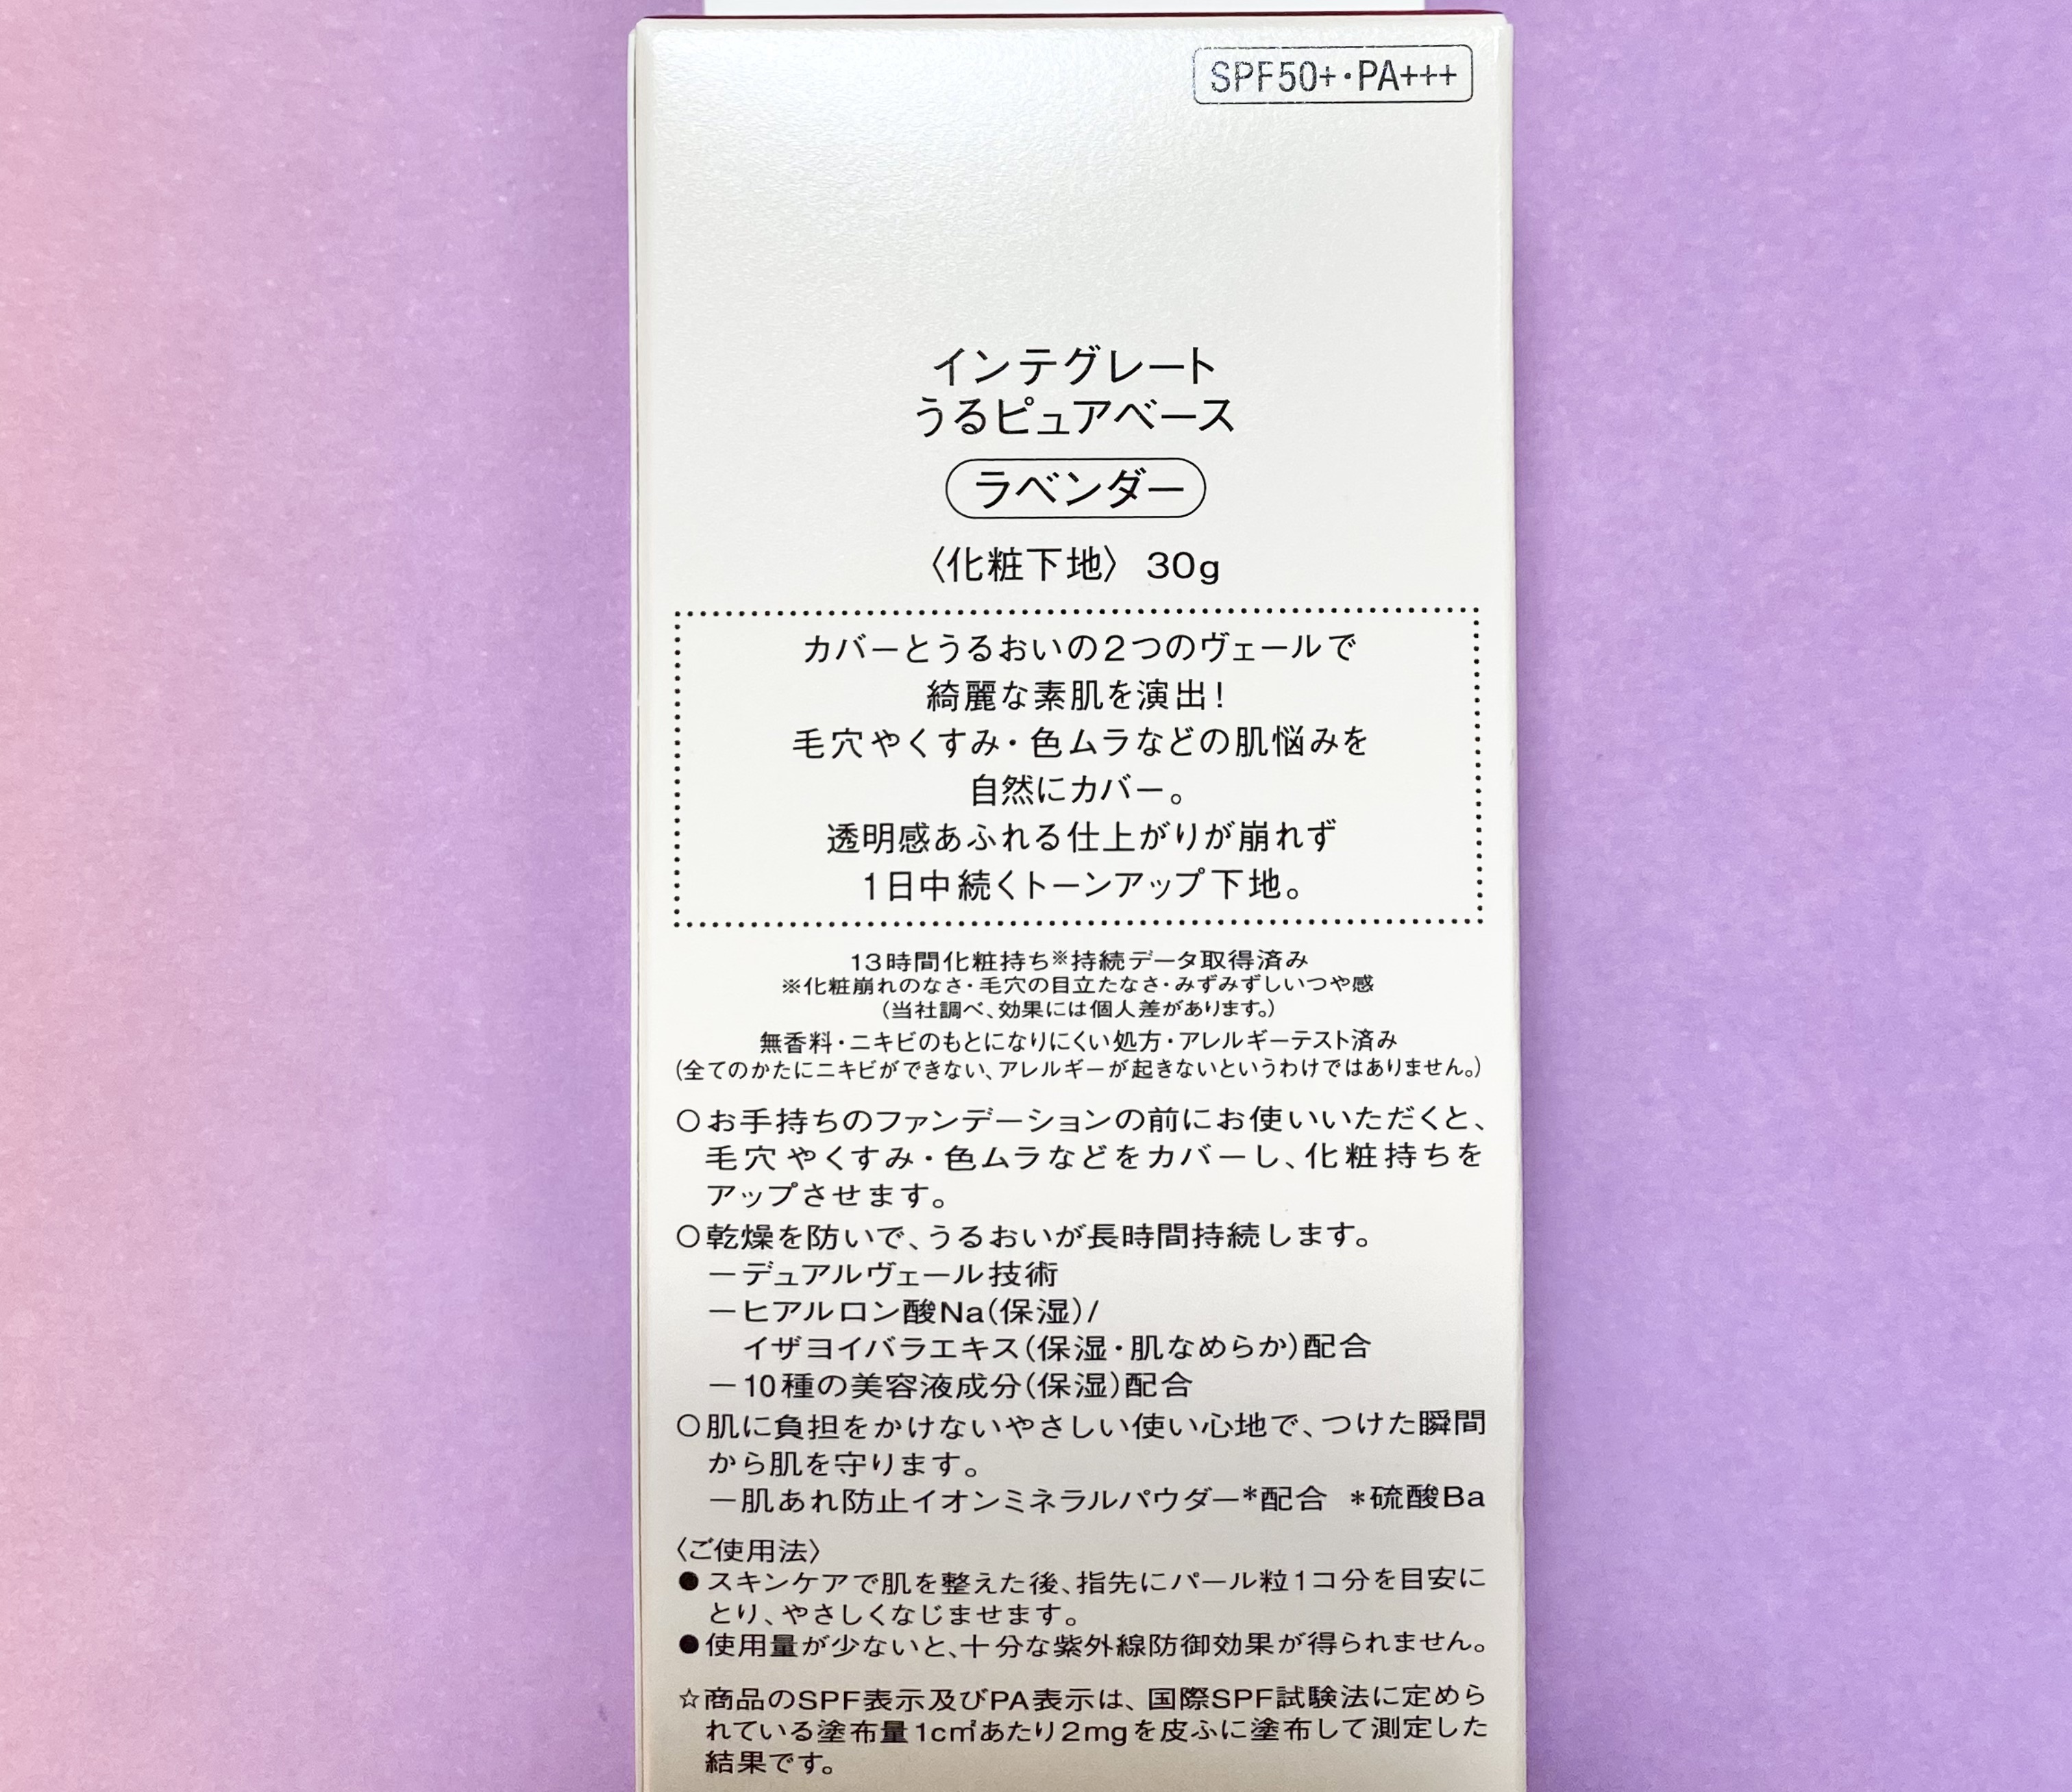 SPF50+・PA+++
インテグレート
うるピュアベース
ラベンダー
〈化粧下地〉 30g
カバーとうるおいの2つのヴェールで
綺麗な素肌を演出！
毛穴やくすみ・色ムラなどの肌悩みを
自然にカバー。
透明感あふれる仕上がりが崩れず
1日中続くトーンアップ下地。
13時間化粧持ち※持続データ取得済み
※化粧崩れのなさ・毛穴の目立たなさ・みずみずしいつや感
(当社調べ、効果には個人差があります。)
無香料・ニキビのもとになりにくい処方・アレルギーテスト済み
(全てのかたにニキビができない、アレルギーが起きないというわけではありません。)
○お手持ちのファンデーションの前にお使いいただくと、
毛穴やくすみ・色ムラなどをカバーし、化粧持ちを
アップさせます。
○乾燥を防いで、うるおいが長時間持続します。
－デュアルヴェール技術
－ヒアルロン酸Na(保湿)/
イザヨイバラエキス(保湿・肌なめらか)配合
－10種の美容液成分(保湿)配合
○肌に負担をかけないやさしい使い心地で、つけた瞬間
から肌を守ります。
－肌あれ防止イオンミネラルパウダー*配合 *硫酸Ba
〈ご使用法〉
●スキンケアで肌を整えた後、指先にパール粒1コ分を目安に
とり、やさしくなじませます。
●使用量が少ないと、十分な紫外線防御効果が得られません。
☆商品のSPF表示及びPA表示は、国際SPF試験法に定めら
れている塗布量1c㎡あたり2mgを皮ふに塗布して測定した
結果です。